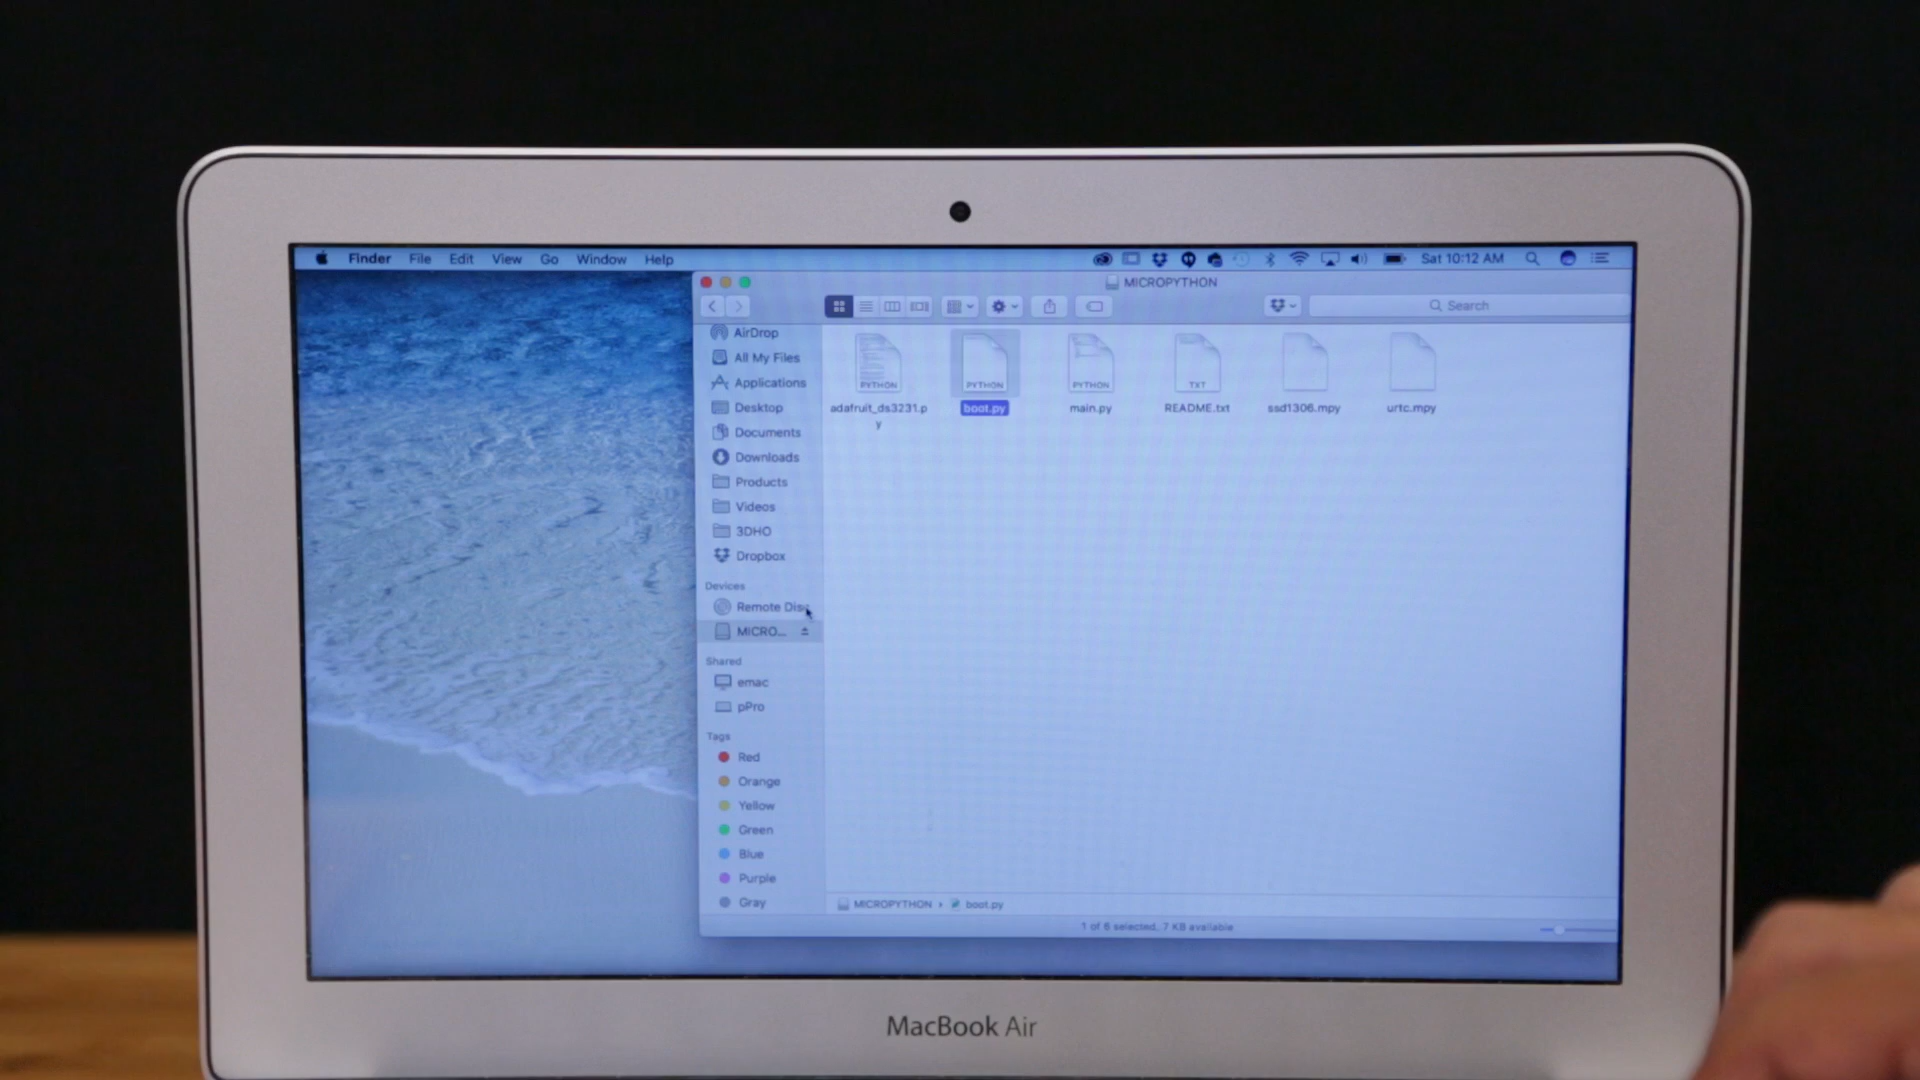 Finder File Edit View Go Window Help Sat 10:12 AM
MICROPYTHON
Search
AirDrop
All My Files
Applications
Desktop
Documents
Downloads
Products
Videos
3DHO
Dropbox
Devices
Remote Disc
MICRO...
Shared
emac
pPro
Tags
Red
Orange
Yellow
Green
Blue
Purple
Gray
PYTHON PYTHON PYTHON TXT
adafruit_ds3231.p boot.py main.py README.txt ssd1306.mpy urtc.mpy
y
MICROPYTHON › boot.py
1 of 6 selected, 7 KB available
MacBook Air